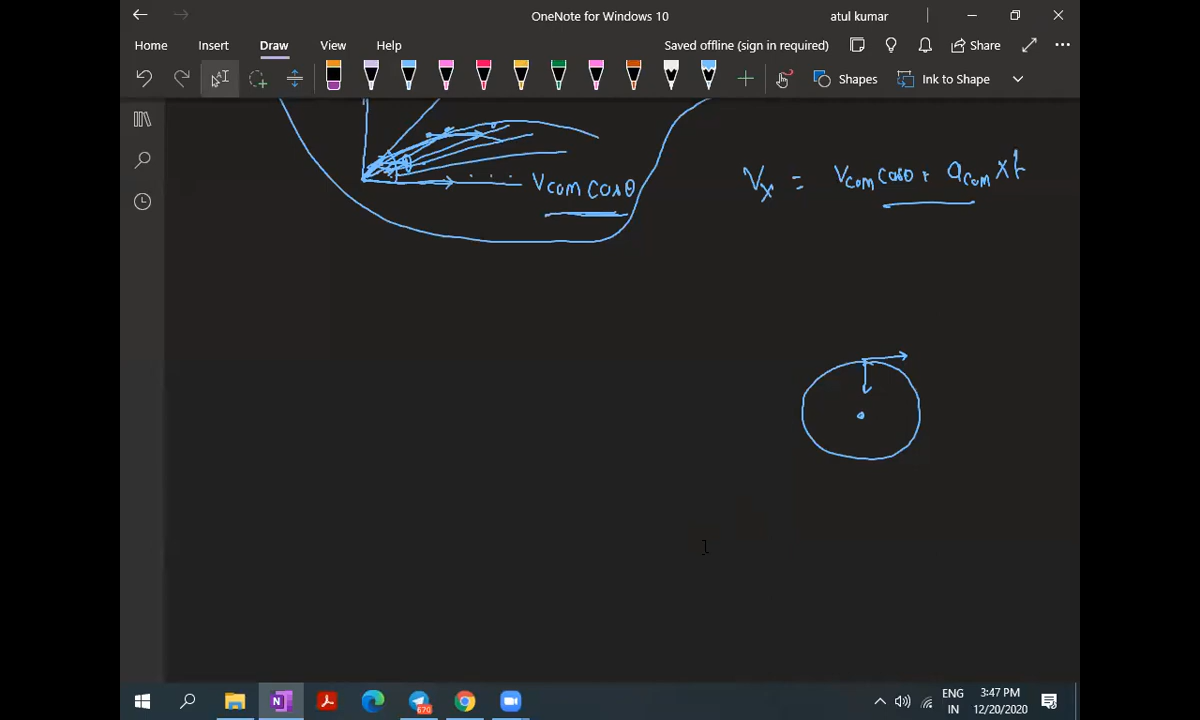 OneNote for Windows 10
atul kumar
Home Insert Draw View Help
Saved offline (sign in required)
Share
Shapes
Ink to Shape
Vcom cosθ
Vx = Vcom cosθ + acom x t
N
670
ENG
IN
3:47 PM
12/20/2020